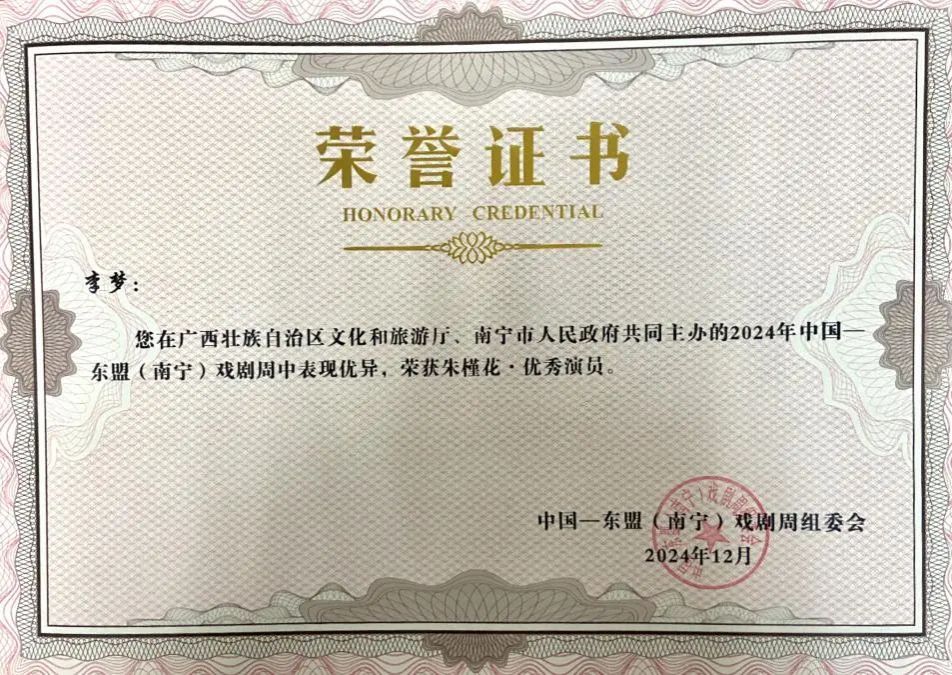 荣誉证书
HONORARY CREDENTIAL
李梦：
您在广西壮族自治区文化和旅游厅、南宁市人民政府共同主办的2024年中国—
东盟（南宁）戏剧周中表现优异，荣获朱槿花·优秀演员。
中国—东盟（南宁）戏剧周组委会
2024年12月